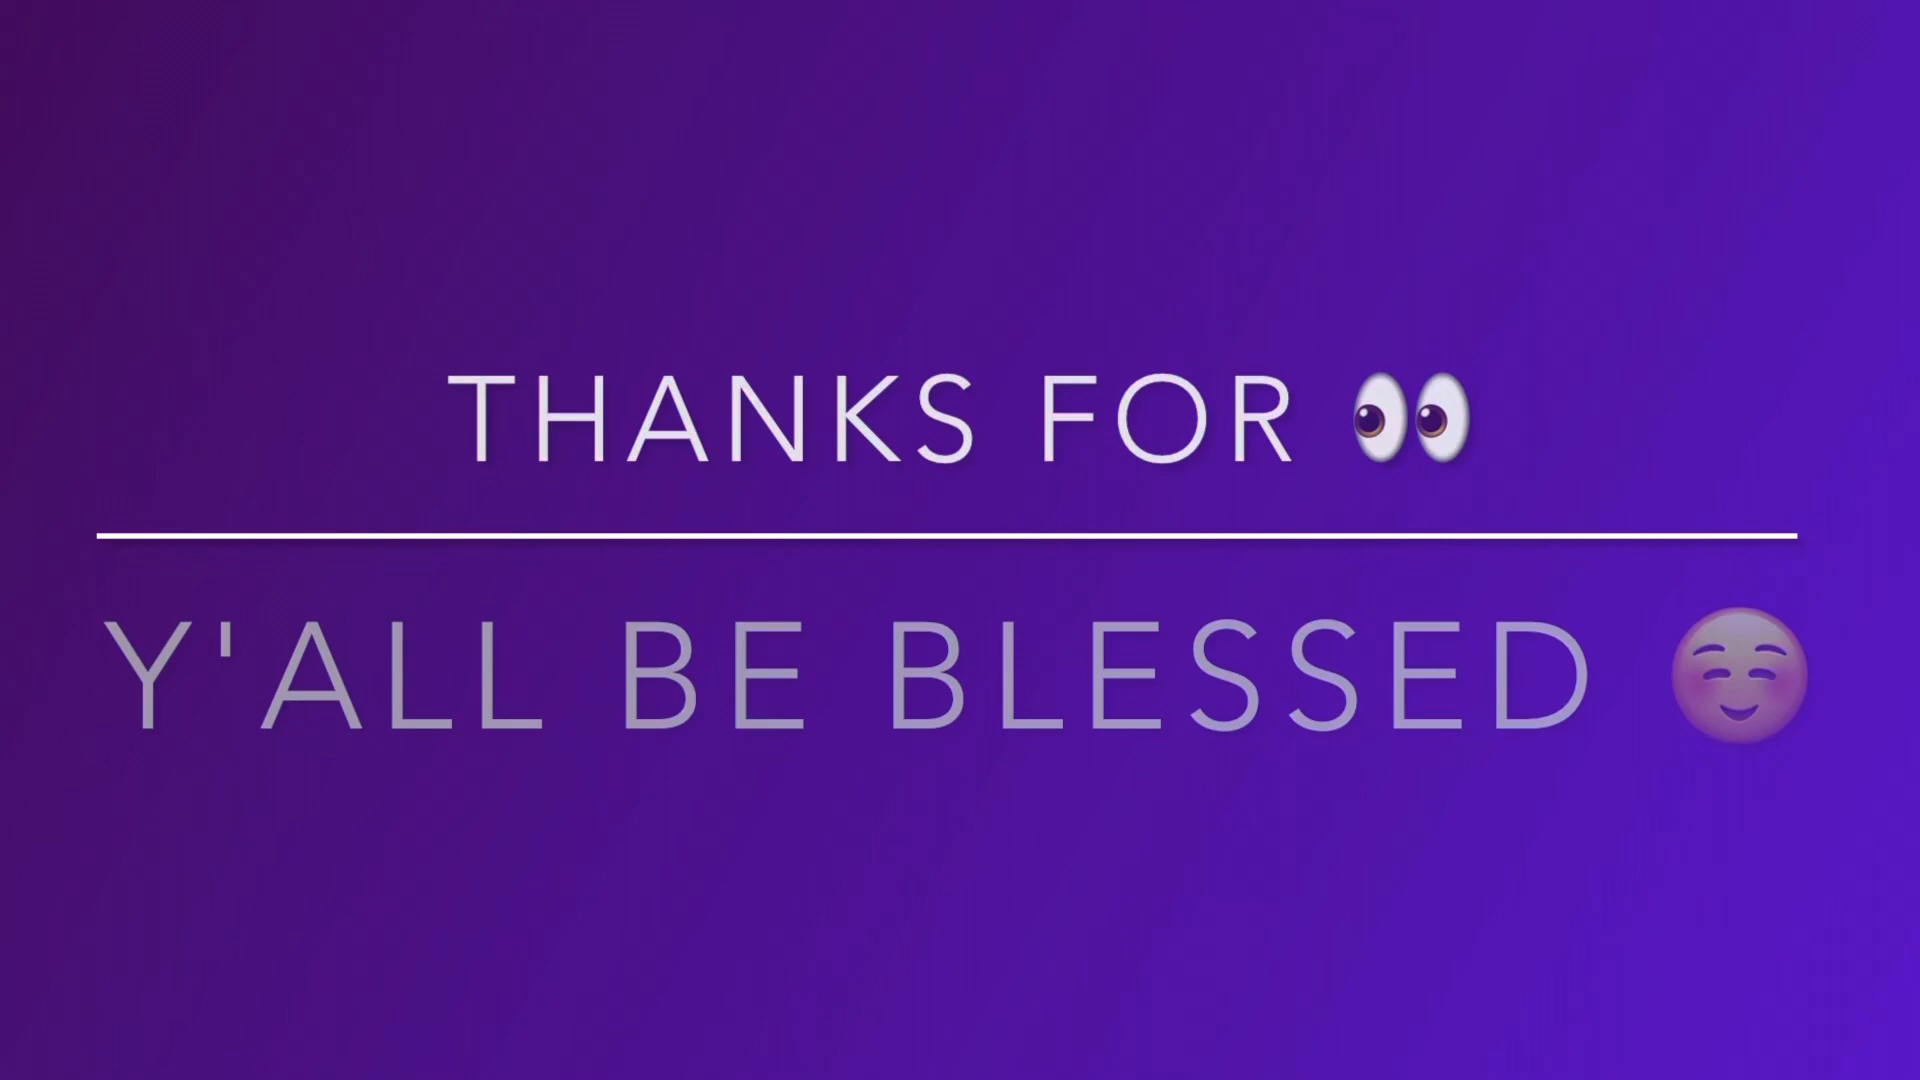 THANKS FOR 👀
Y'ALL BE BLESSED ☺️